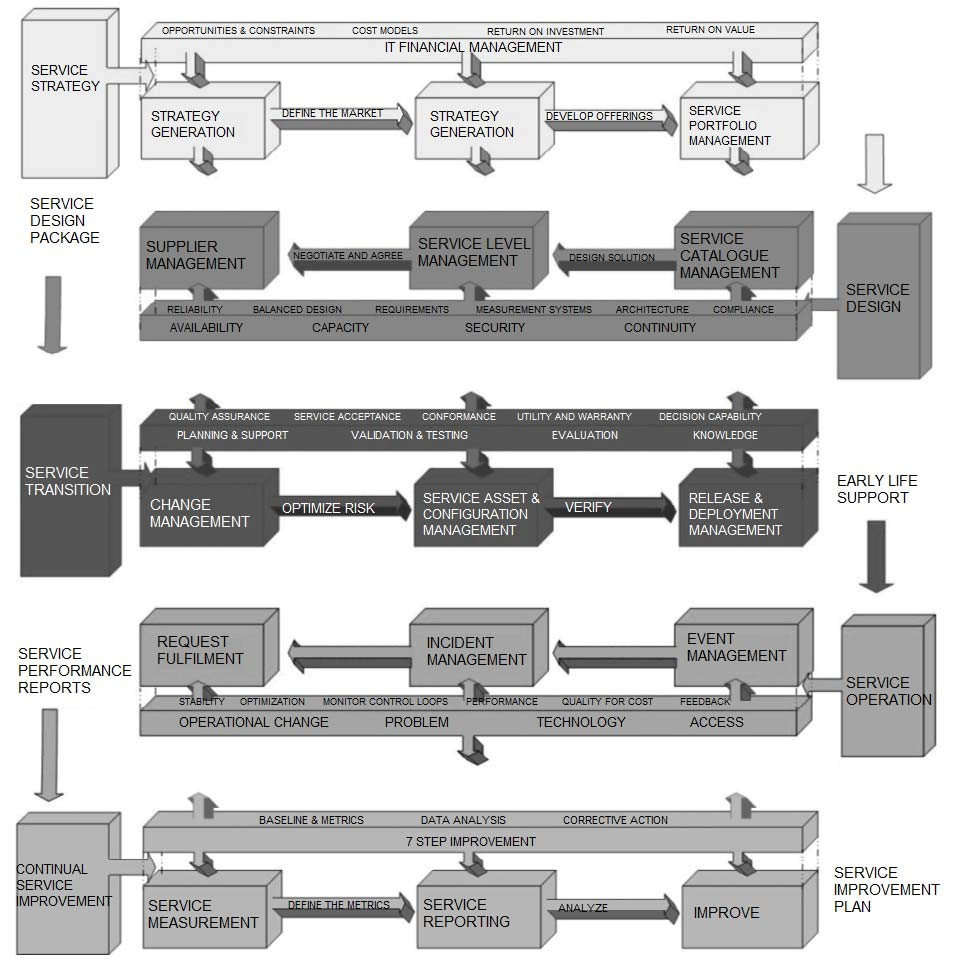 OPPORTUNITIES & CONSTRAINTS
COST MODELS
RETURN ON INVESTMENT
RETURN ON VALUE
IT FINANCIAL MANAGEMENT
SERVICE
STRATEGY
STRATEGY
GENERATION
DEFINE THE MARKET
STRATEGY
GENERATION
DEVELOP OFFERINGS
SERVICE
PORTFOLIO
MANAGEMENT
SERVICE
DESIGN
PACKAGE
SUPPLIER
MANAGEMENT
NEGOTIATE AND AGREE
SERVICE LEVEL
MANAGEMENT
DESIGN SOLUTION
SERVICE
CATALOGUE
MANAGEMENT
SERVICE
DESIGN
RELIABILITY
BALANCED DESIGN
REQUIREMENTS
MEASUREMENT SYSTEMS
ARCHITECTURE
COMPLIANCE
AVAILABILITY
CAPACITY
SECURITY
CONTINUITY
QUALITY ASSURANCE
SERVICE ACCEPTANCE
CONFORMANCE
UTILITY AND WARRANTY
DECISION CAPABILITY
PLANNING & SUPPORT
VALIDATION & TESTING
EVALUATION
KNOWLEDGE
SERVICE
TRANSITION
CHANGE
MANAGEMENT
OPTIMIZE RISK
SERVICE ASSET &
CONFIGURATION
MANAGEMENT
VERIFY
RELEASE &
DEPLOYMENT
MANAGEMENT
EARLY LIFE
SUPPORT
SERVICE
PERFORMANCE
REPORTS
REQUEST
FULFILMENT
INCIDENT
MANAGEMENT
EVENT
MANAGEMENT
SERVICE
OPERATION
STABILITY
OPTIMIZATION
MONITOR CONTROL LOOPS
PERFORMANCE
QUALITY FOR COST
FEEDBACK
OPERATIONAL CHANGE
PROBLEM
TECHNOLOGY
ACCESS
BASELINE & METRICS
DATA ANALYSIS
CORRECTIVE ACTION
7 STEP IMPROVEMENT
CONTINUAL
SERVICE
IMPROVEMENT
SERVICE
MEASUREMENT
DEFINE THE METRICS
SERVICE
REPORTING
ANALYZE
IMPROVE
SERVICE
IMPROVEMENT
PLAN